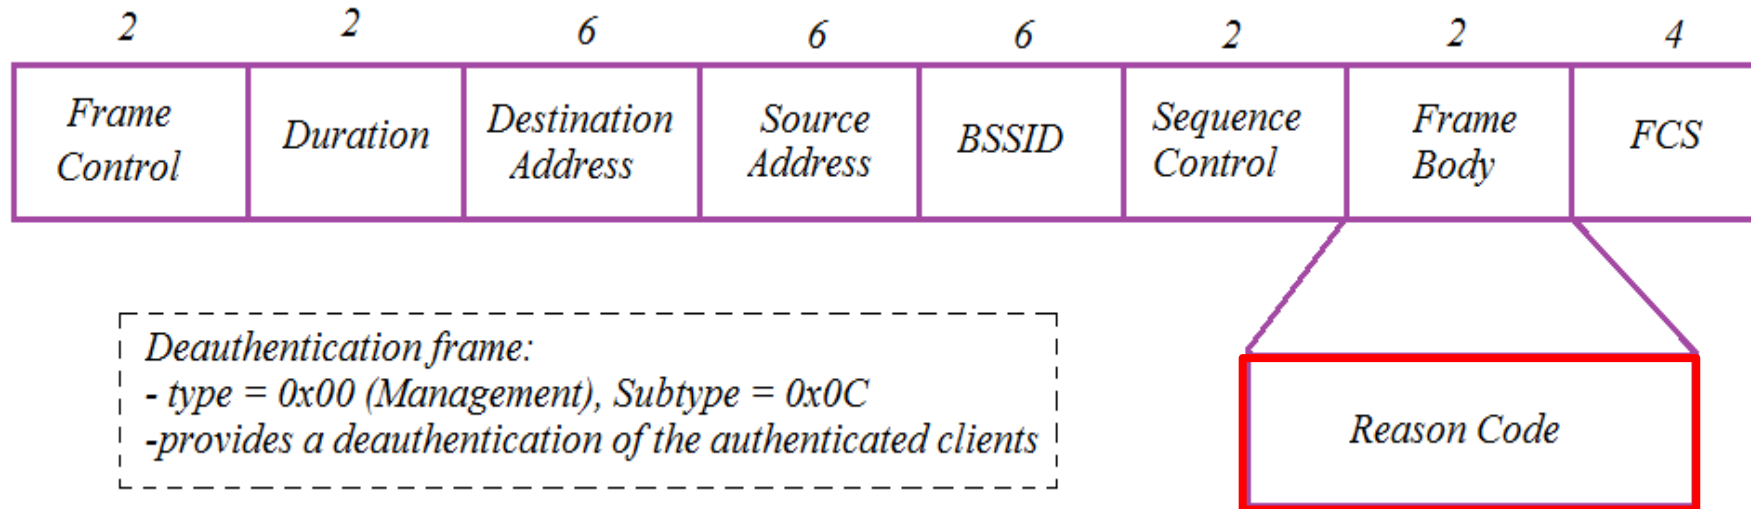 2 2 6 6 6 2 2 4
Frame
Control
Duration
Destination
Address
Source
Address
BSSID
Sequence
Control
Frame
Body
FCS
Deauthentication frame:
- type = 0x00 (Management), Subtype = 0x0C
-provides a deauthentication of the authenticated clients
Reason Code